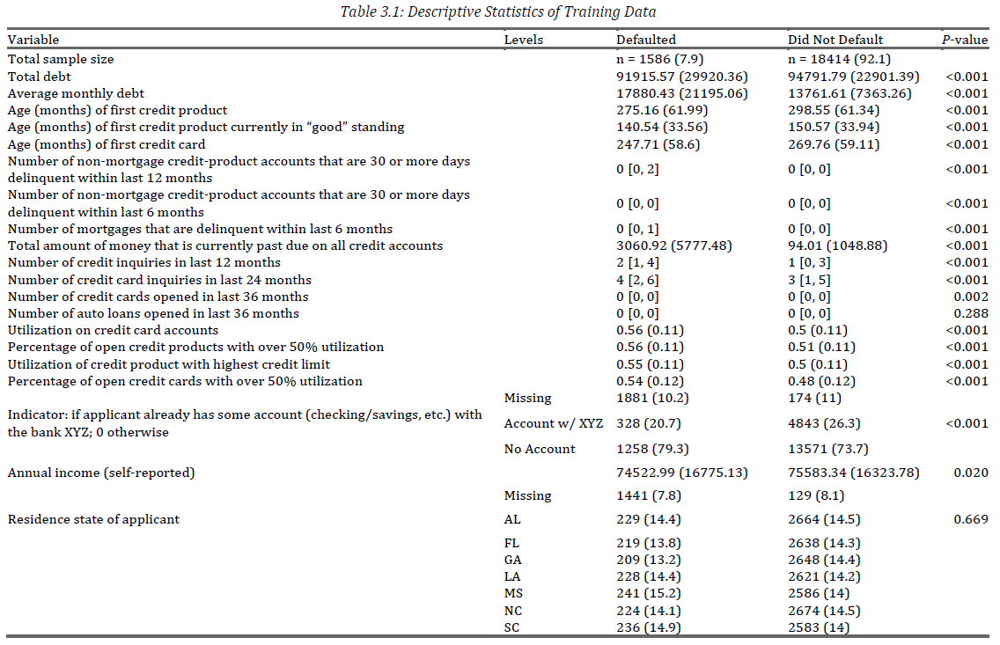 Table 3.1: Descriptive Statistics of Training Data
Variable Levels Defaulted Did Not Default P-value
Total sample size n = 1586 (7.9) n = 18414 (92.1)
Total debt 91915.57 (29920.36) 94791.79 (22901.39) <0.001
Average monthly debt 17880.43 (21195.06) 13761.61 (7363.26) <0.001
Age (months) of first credit product 275.16 (61.99) 298.55 (61.34) <0.001
Age (months) of first credit product currently in “good” standing 140.54 (33.56) 150.57 (33.94) <0.001
Age (months) of first credit card 247.71 (58.6) 269.76 (59.11) <0.001
Number of non-mortgage credit-product accounts that are 30 or more days
delinquent within last 12 months 0 [0, 2] 0 [0, 0] <0.001
Number of non-mortgage credit-product accounts that are 30 or more days
delinquent within last 6 months 0 [0, 0] 0 [0, 0] <0.001
Number of mortgages that are delinquent within last 6 months 0 [0, 1] 0 [0, 0] <0.001
Total amount of money that is currently past due on all credit accounts 3060.92 (5777.48) 94.01 (1048.88) <0.001
Number of credit inquiries in last 12 months 2 [1, 4] 1 [0, 3] <0.001
Number of credit card inquiries in last 24 months 4 [2, 6] 3 [1, 5] <0.001
Number of credit cards opened in last 36 months 0 [0, 0] 0 [0, 0] 0.002
Number of auto loans opened in last 36 months 0 [0, 0] 0 [0, 0] 0.288
Utilization on credit card accounts 0.56 (0.11) 0.5 (0.11) <0.001
Percentage of open credit products with over 50% utilization 0.56 (0.11) 0.51 (0.11) <0.001
Utilization of credit product with highest credit limit 0.55 (0.11) 0.5 (0.11) <0.001
Percentage of open credit cards with over 50% utilization 0.54 (0.12) 0.48 (0.12) <0.001
Missing 1881 (10.2) 174 (11)
Indicator: if applicant already has some account (checking/savings, etc.) with
the bank XYZ; 0 otherwise Account w/ XYZ 328 (20.7) 4843 (26.3) <0.001
No Account 1258 (79.3) 13571 (73.7)
Annual income (self-reported) 74522.99 (16775.13) 75583.34 (16323.78) 0.020
Missing 1441 (7.8) 129 (8.1)
Residence state of applicant AL 229 (14.4) 2664 (14.5) 0.669
FL 219 (13.8) 2638 (14.3)
GA 209 (13.2) 2648 (14.4)
LA 228 (14.4) 2621 (14.2)
MS 241 (15.2) 2586 (14)
NC 224 (14.1) 2674 (14.5)
SC 236 (14.9) 2583 (14)